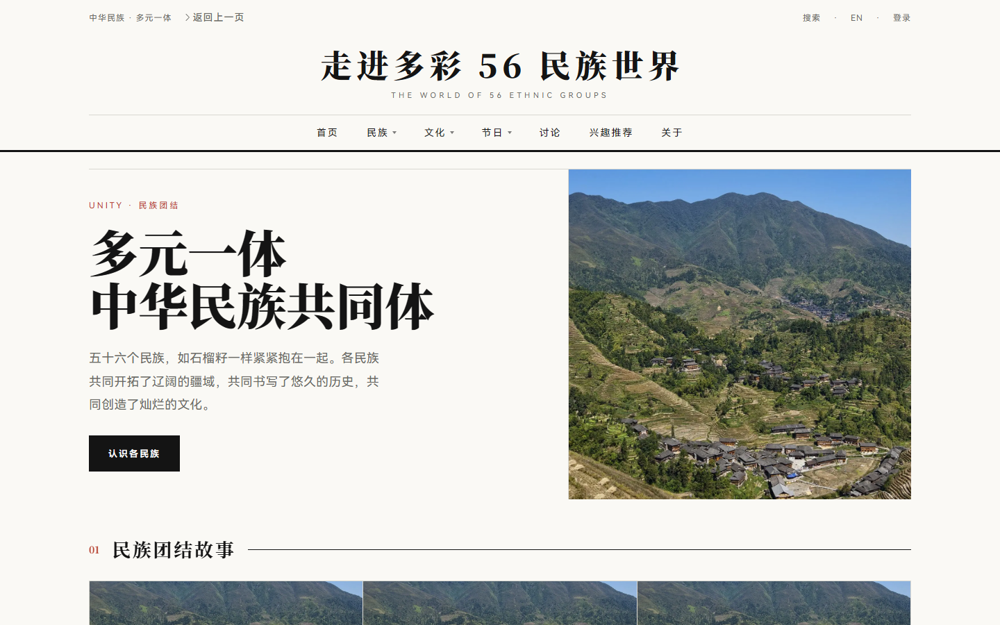 中华民族 · 多元一体
返回上一页
搜索 · EN · 登录
走进多彩 56 民族世界
THE WORLD OF 56 ETHNIC GROUPS
首页 民族 文化 节日 讨论 兴趣推荐 关于
UNITY · 民族团结
多元一体
中华民族共同体
五十六个民族，如石榴籽一样紧紧抱在一起。各民族
共同开拓了辽阔的疆域，共同书写了悠久的历史，共
同创造了灿烂的文化。
认识各民族
01 民族团结故事